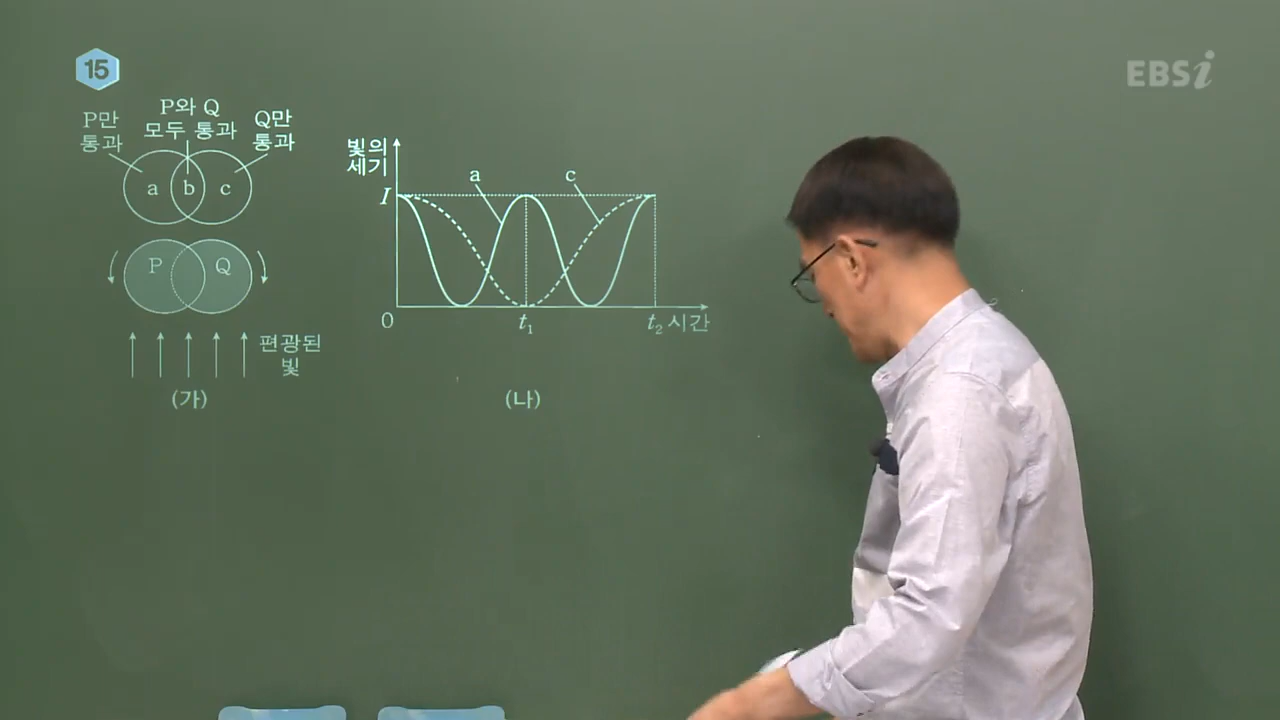 15
EBSi
P만
통과
P와 Q
모두 통과
Q만
통과
a b c
P Q
편광된
빛
(가)
빛의
세기
I
a
c
0
t₁
t₂ 시간
(나)